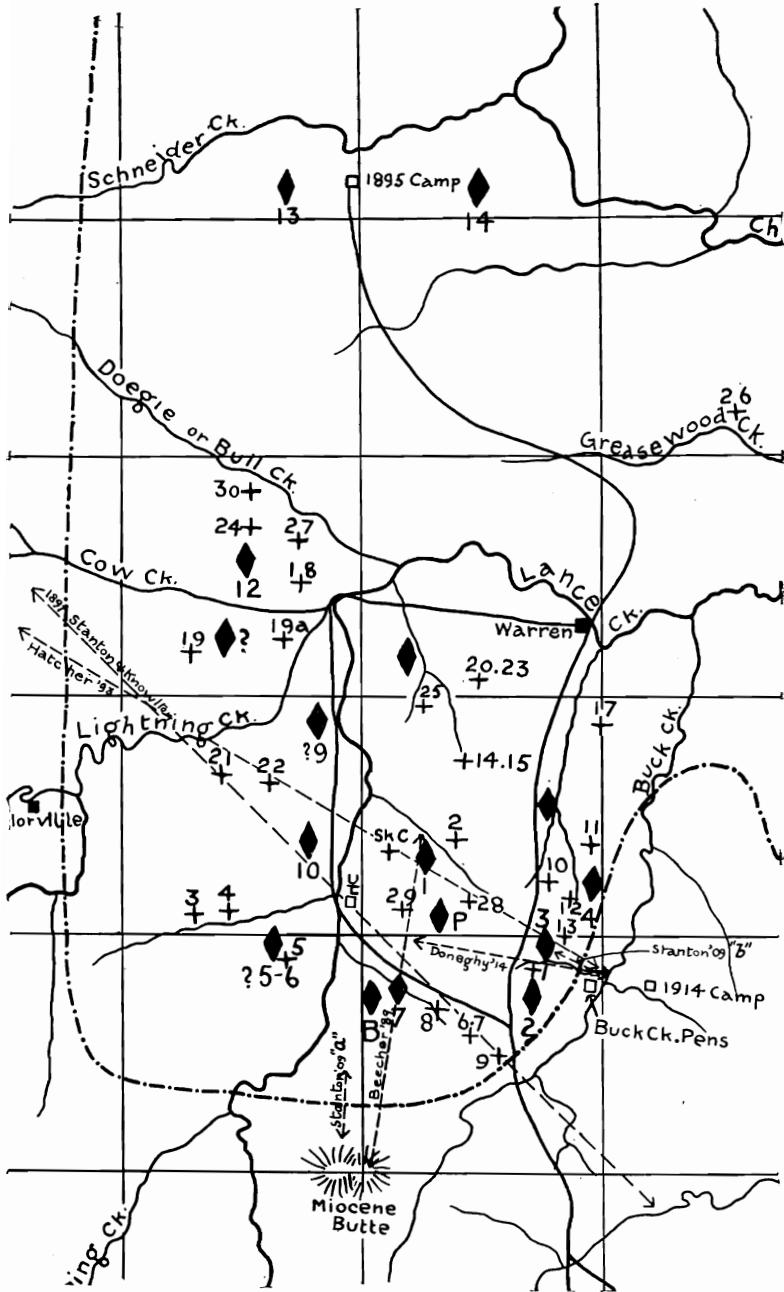 Schneider Ck.
1895 Camp
13
14
Ch
Doegie or Bull Ck.
26
Greasewood Ck.
30
24
27
Cow Ck.
12
18
Lance Ck.
Warren
1891 Stanton & Knowlton
Hatcher '93
19
?
19a
20.23
25
17
Lightning Ck.
?9
14.15
Buck Ck.
21
22
lorville
Sk C
2
11
10
1
10
12
4
3
4
29
P
28
3
13
?5-6
5
Doneghy '14
1
Stanton '09 "b"
1914 Camp
B
7
8
6.7
2
Buck Ck. Pens
9
Stanton '09 "a"
Beecher '89
Miocene
Butte
ning Ck.